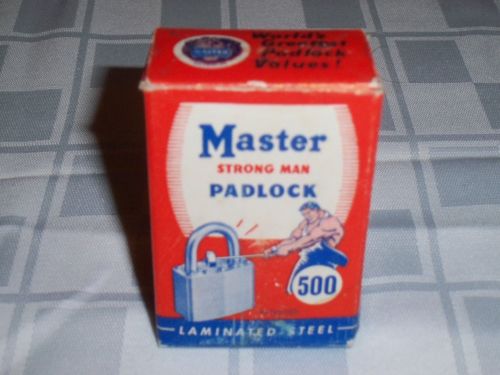 World's
Greatest
Padlock
Values!
Master
STRONG MAN
PADLOCK
500
LAMINATED STEEL